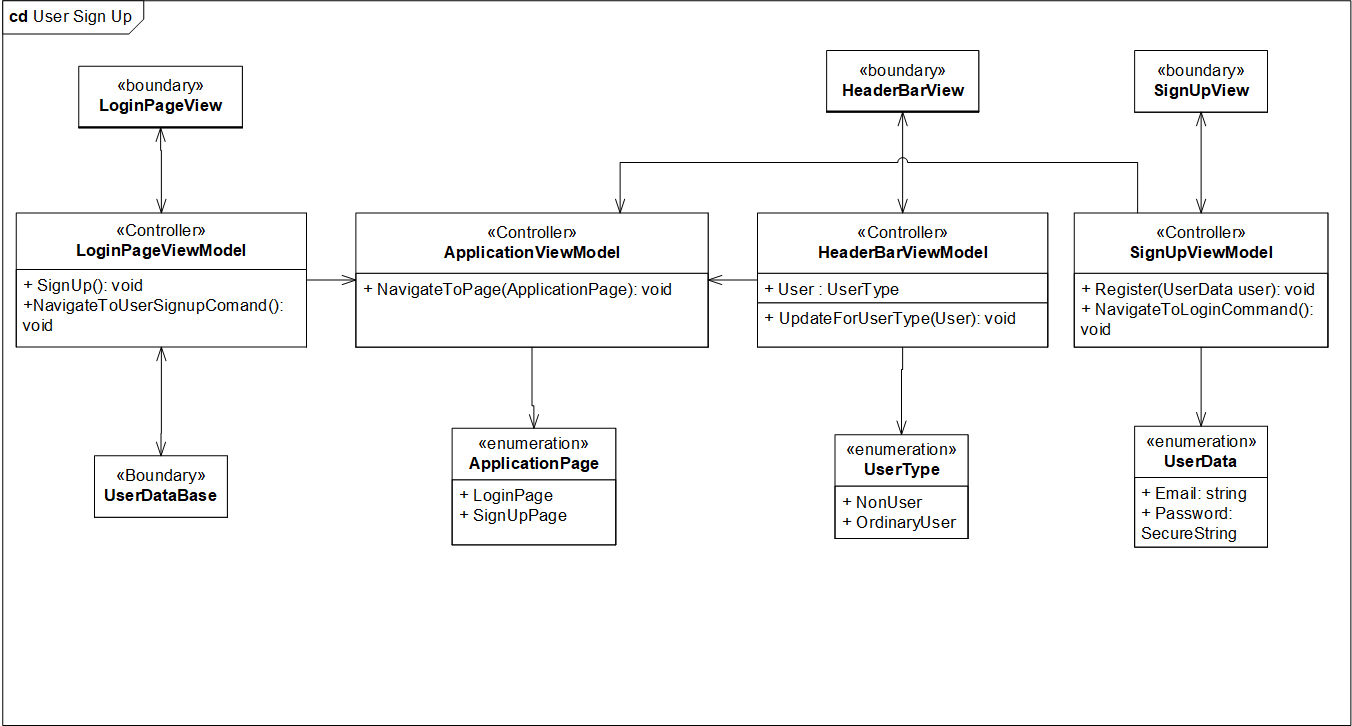 cd User Sign Up
«boundary»
LoginPageView
«boundary»
HeaderBarView
«boundary»
SignUpView
«Controller»
LoginPageViewModel
+ SignUp(): void
+NavigateToUserSignupComand():
void
«Controller»
ApplicationViewModel
+ NavigateToPage(ApplicationPage): void
«Controller»
HeaderBarViewModel
+ User : UserType
+ UpdateForUserType(User): void
«Controller»
SignUpViewModel
+ Register(UserData user): void
+ NavigateToLoginCommand():
void
«Boundary»
UserDataBase
«enumeration»
ApplicationPage
+ LoginPage
+ SignUpPage
«enumeration»
UserType
+ NonUser
+ OrdinaryUser
«enumeration»
UserData
+ Email: string
+ Password:
SecureString